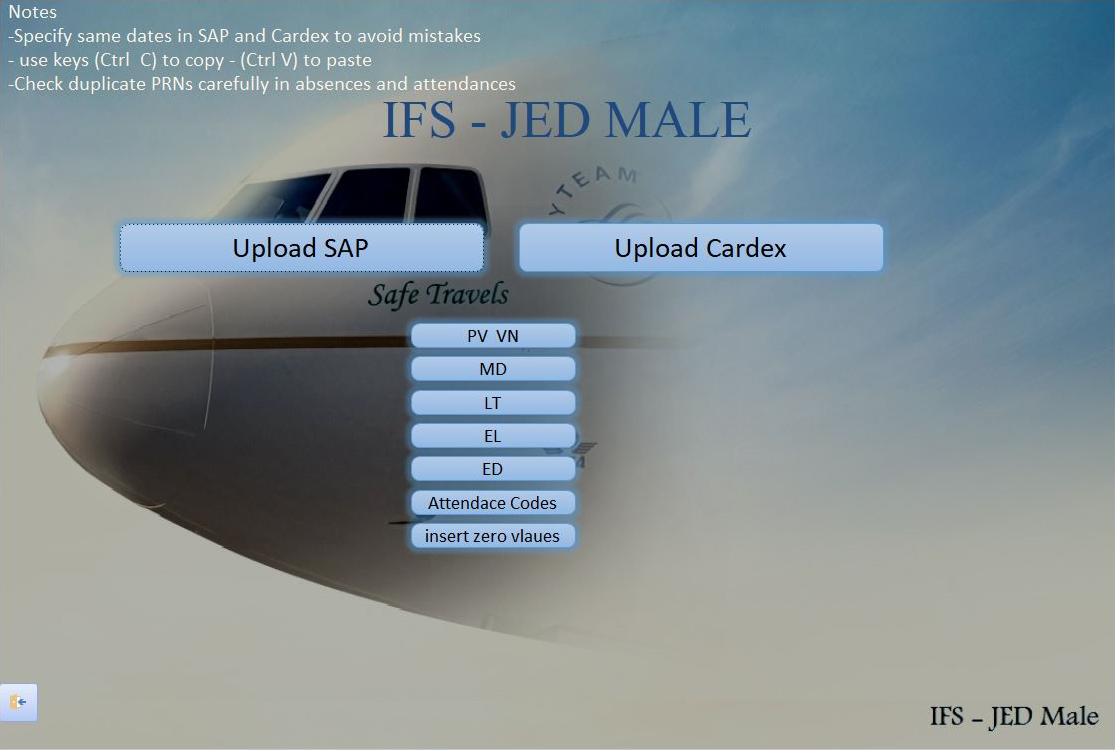 Notes
-Specify same dates in SAP and Cardex to avoid mistakes
- use keys (Ctrl  C) to copy - (Ctrl V) to paste
-Check duplicate PRNs carefully in absences and attendances
IFS - JED MALE
YTEAM
Upload SAP
Upload Cardex
Safe Travels
PV  VN
MD
LT
EL
ED
Attendace Codes
insert zero vlaues
IFS - JED Male